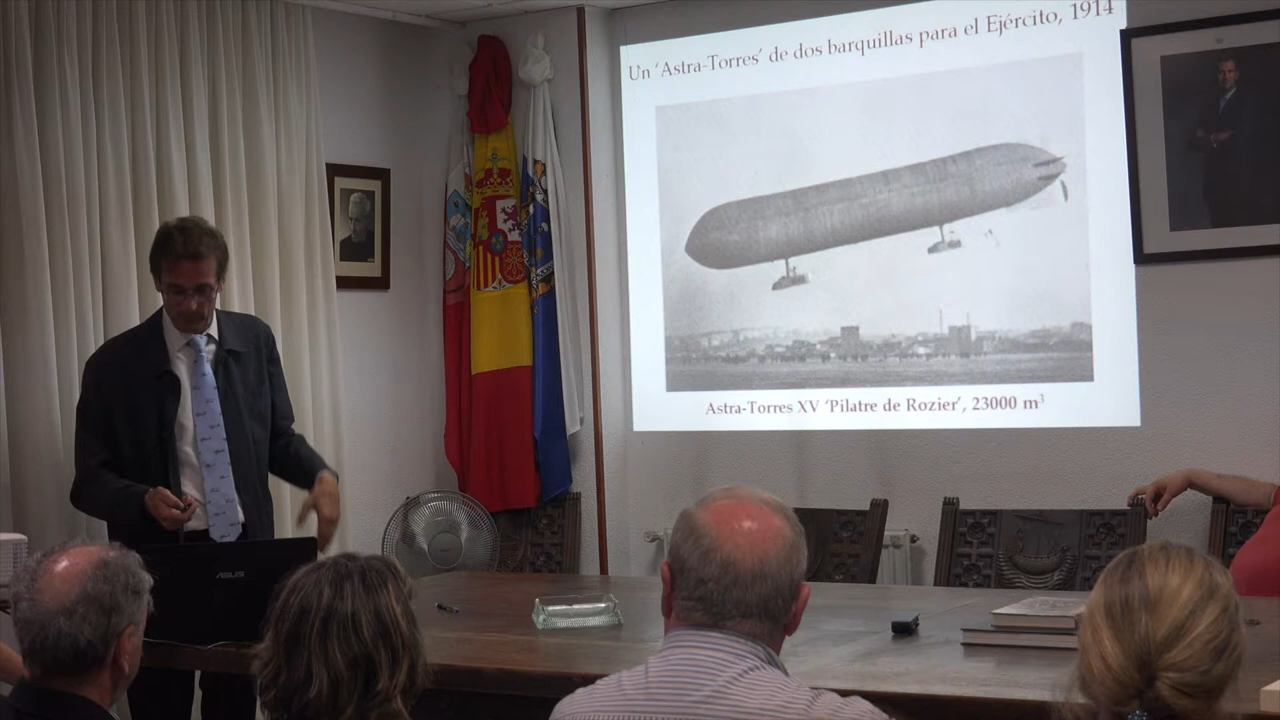 Un 'Astra-Torres' de dos barquillas para el Ejército, 1914
Astra-Torres XV 'Pilatre de Rozier', 23000 m³
ASUS